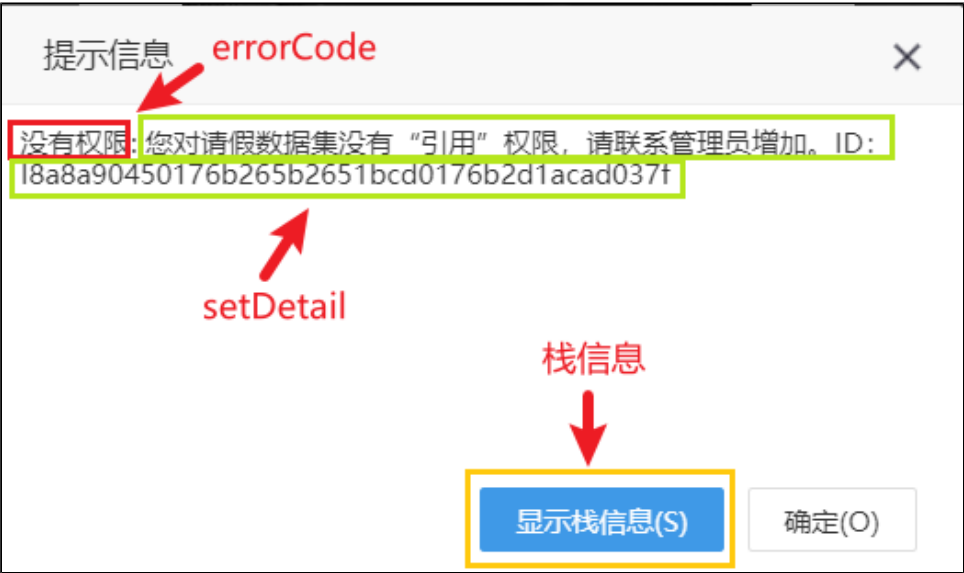 提示信息
errorCode
没有权限: 您对请假数据集没有“引用”权限，请联系管理员增加。ID:
I8a8a90450176b265b2651bcd0176b2d1acad037f
setDetail
栈信息
显示栈信息(S)
确定(O)